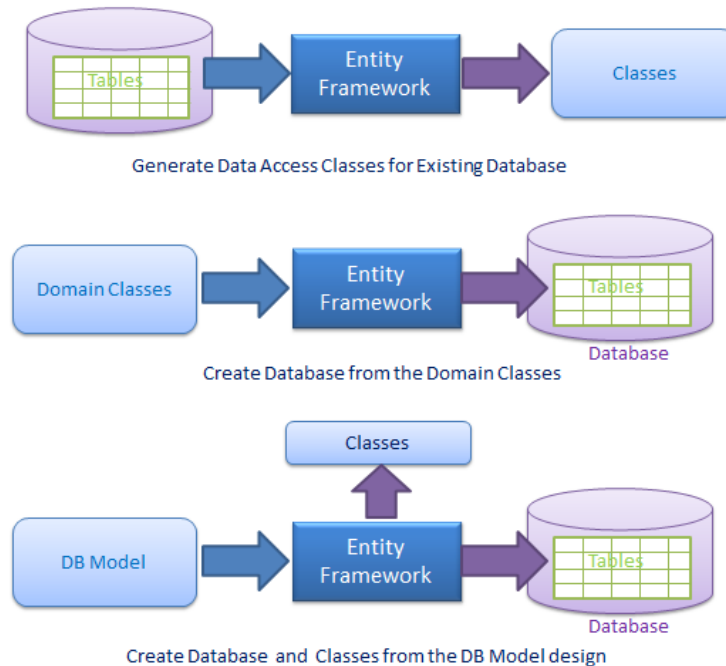 Tables
Entity
Framework
Classes
Generate Data Access Classes for Existing Database
Domain Classes
Entity
Framework
Tables
Database
Create Database from the Domain Classes
Classes
DB Model
Entity
Framework
Tables
Database
Create Database and Classes from the DB Model design